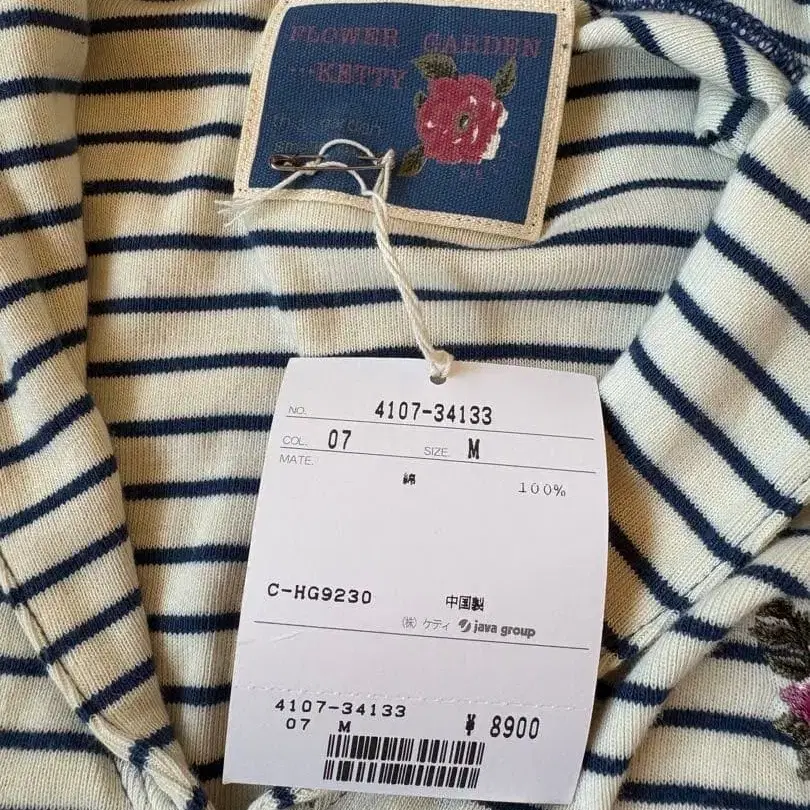 FLOWER GARDEN
KETTY
NO. 4107-34133
COL. 07 SIZE. M
MATE.
綿 100%
C-HG9230 中国製
(株) ケティ java group
4107-34133
07 M ¥ 8900